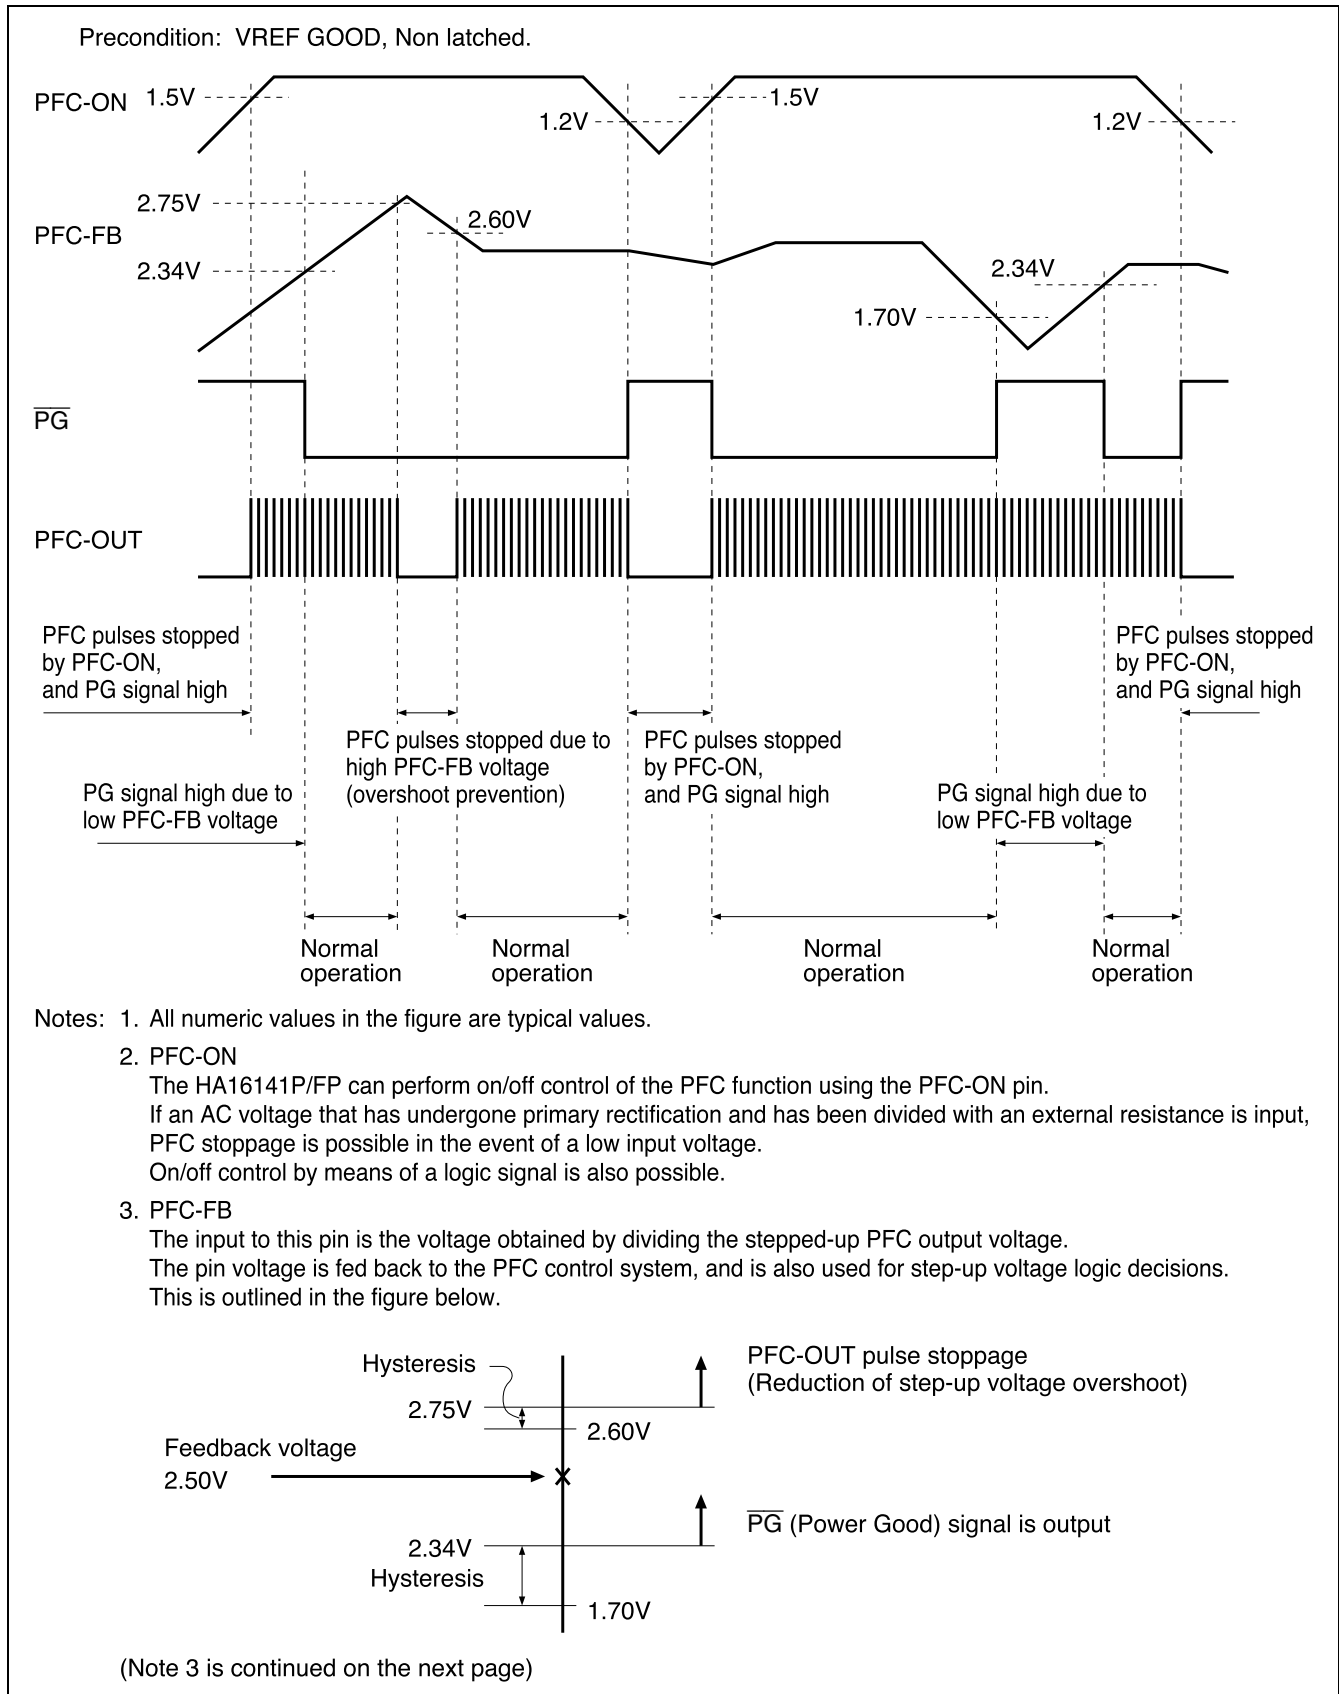 Precondition: VREF GOOD, Non latched.
PFC-ON
1.5V
1.2V
1.5V
1.2V
PFC-FB
2.75V
2.34V
2.60V
1.70V
2.34V
PG
PFC-OUT
PFC pulses stopped
by PFC-ON,
and PG signal high
PFC pulses stopped due to
high PFC-FB voltage
(overshoot prevention)
PFC pulses stopped
by PFC-ON,
and PG signal high
PFC pulses stopped
by PFC-ON,
and PG signal high
PG signal high due to
low PFC-FB voltage
PG signal high due to
low PFC-FB voltage
Normal
operation
Normal
operation
Normal
operation
Normal
operation
Notes: 1. All numeric values in the figure are typical values.
2. PFC-ON
The HA16141P/FP can perform on/off control of the PFC function using the PFC-ON pin.
If an AC voltage that has undergone primary rectification and has been divided with an external resistance is input,
PFC stoppage is possible in the event of a low input voltage.
On/off control by means of a logic signal is also possible.
3. PFC-FB
The input to this pin is the voltage obtained by dividing the stepped-up PFC output voltage.
The pin voltage is fed back to the PFC control system, and is also used for step-up voltage logic decisions.
This is outlined in the figure below.
Hysteresis
2.75V
2.60V
PFC-OUT pulse stoppage
(Reduction of step-up voltage overshoot)
Feedback voltage
2.50V
2.34V
Hysteresis
1.70V
PG (Power Good) signal is output
(Note 3 is continued on the next page)